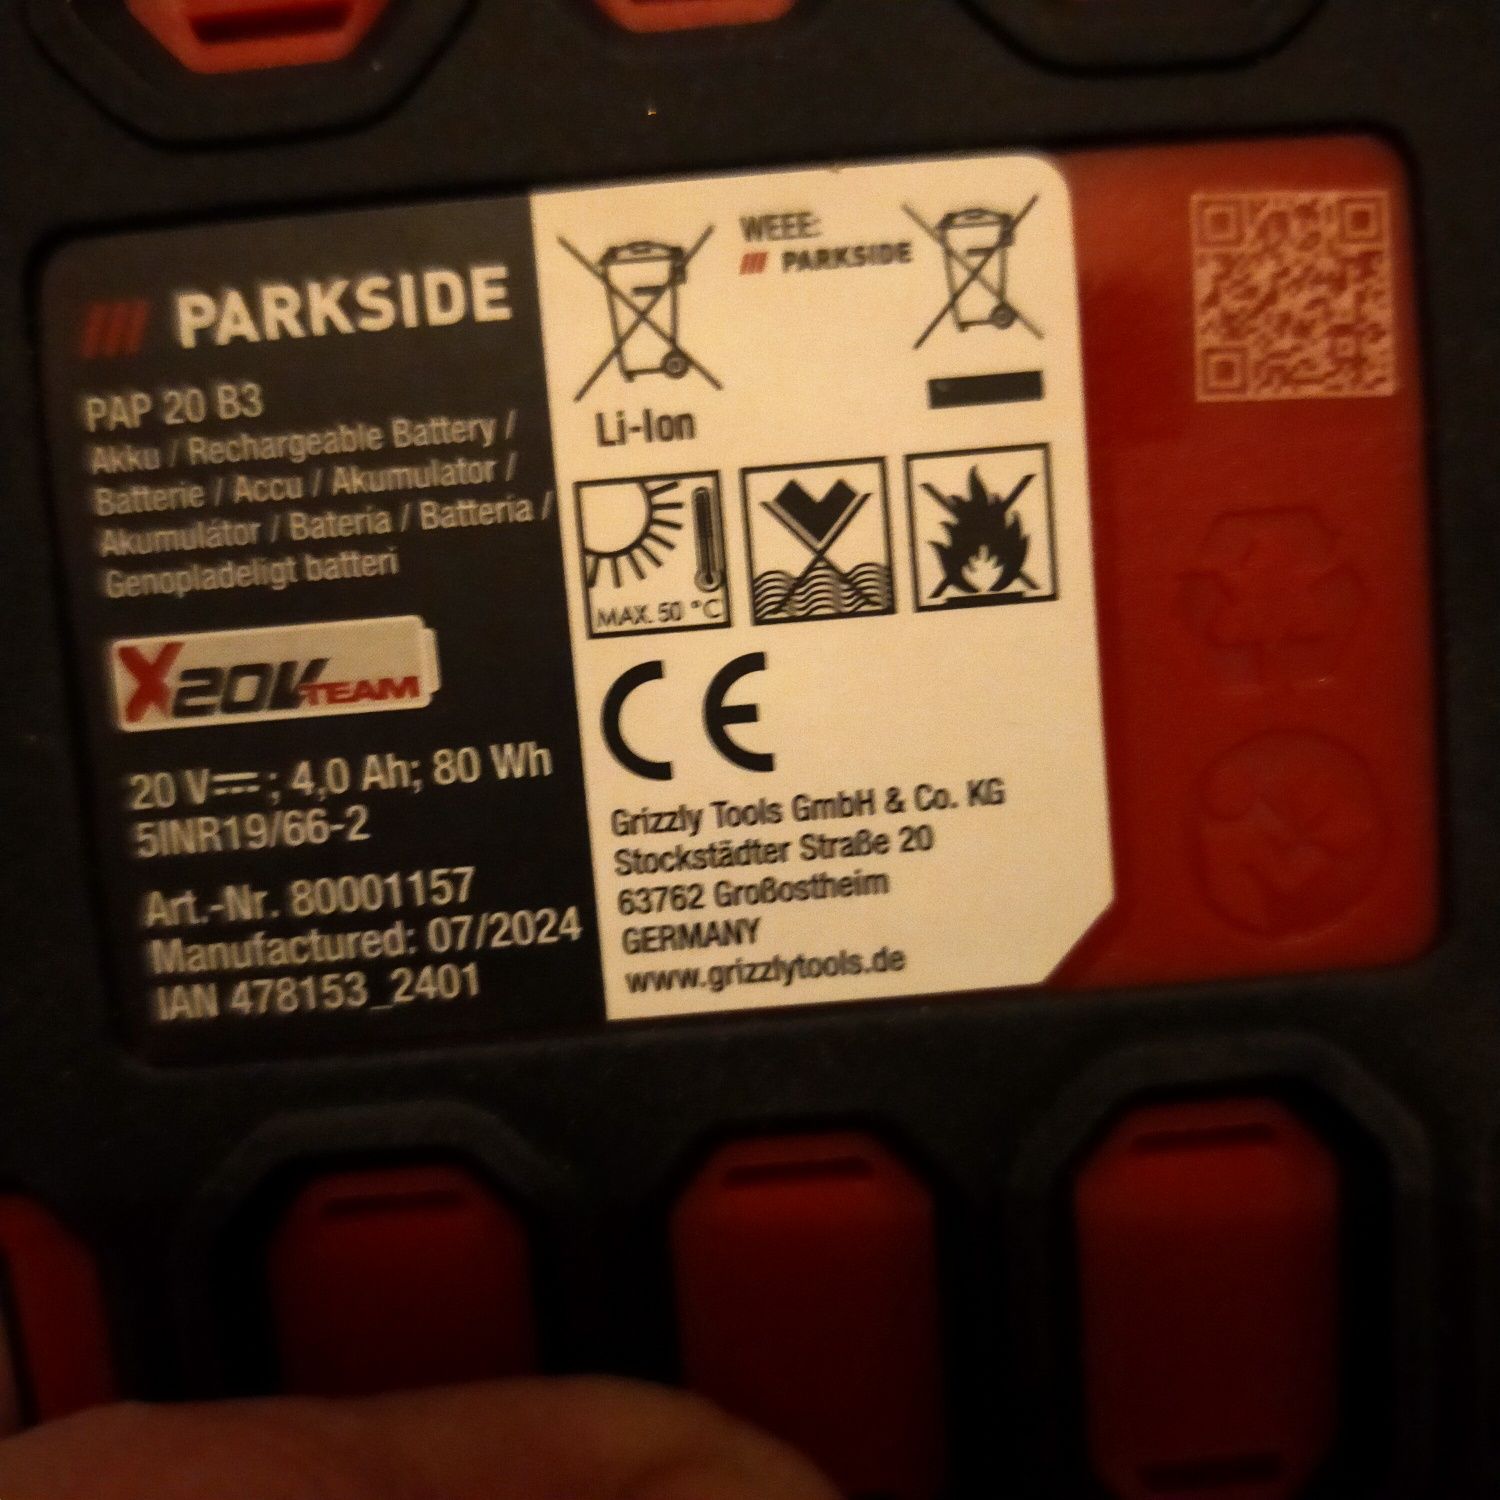 PARKSIDE
PAP 20 B3
Akku / Rechargeable Battery /
Batterie / Accu / Akumulator /
Akumulátor / Batería / Batteria /
Genopladeligt batteri
X20VTEAM
20 V⎓; 4,0 Ah; 80 Wh
5INR19/66-2
Art.-Nr. 80001157
Manufactured: 07/2024
IAN 478153_2401
WEEE:
PARKSIDE
Li-Ion
MAX. 50 °C
CE
Grizzly Tools GmbH & Co. KG
Stockstädter Straße 20
63762 Großostheim
GERMANY
www.grizzlytools.de